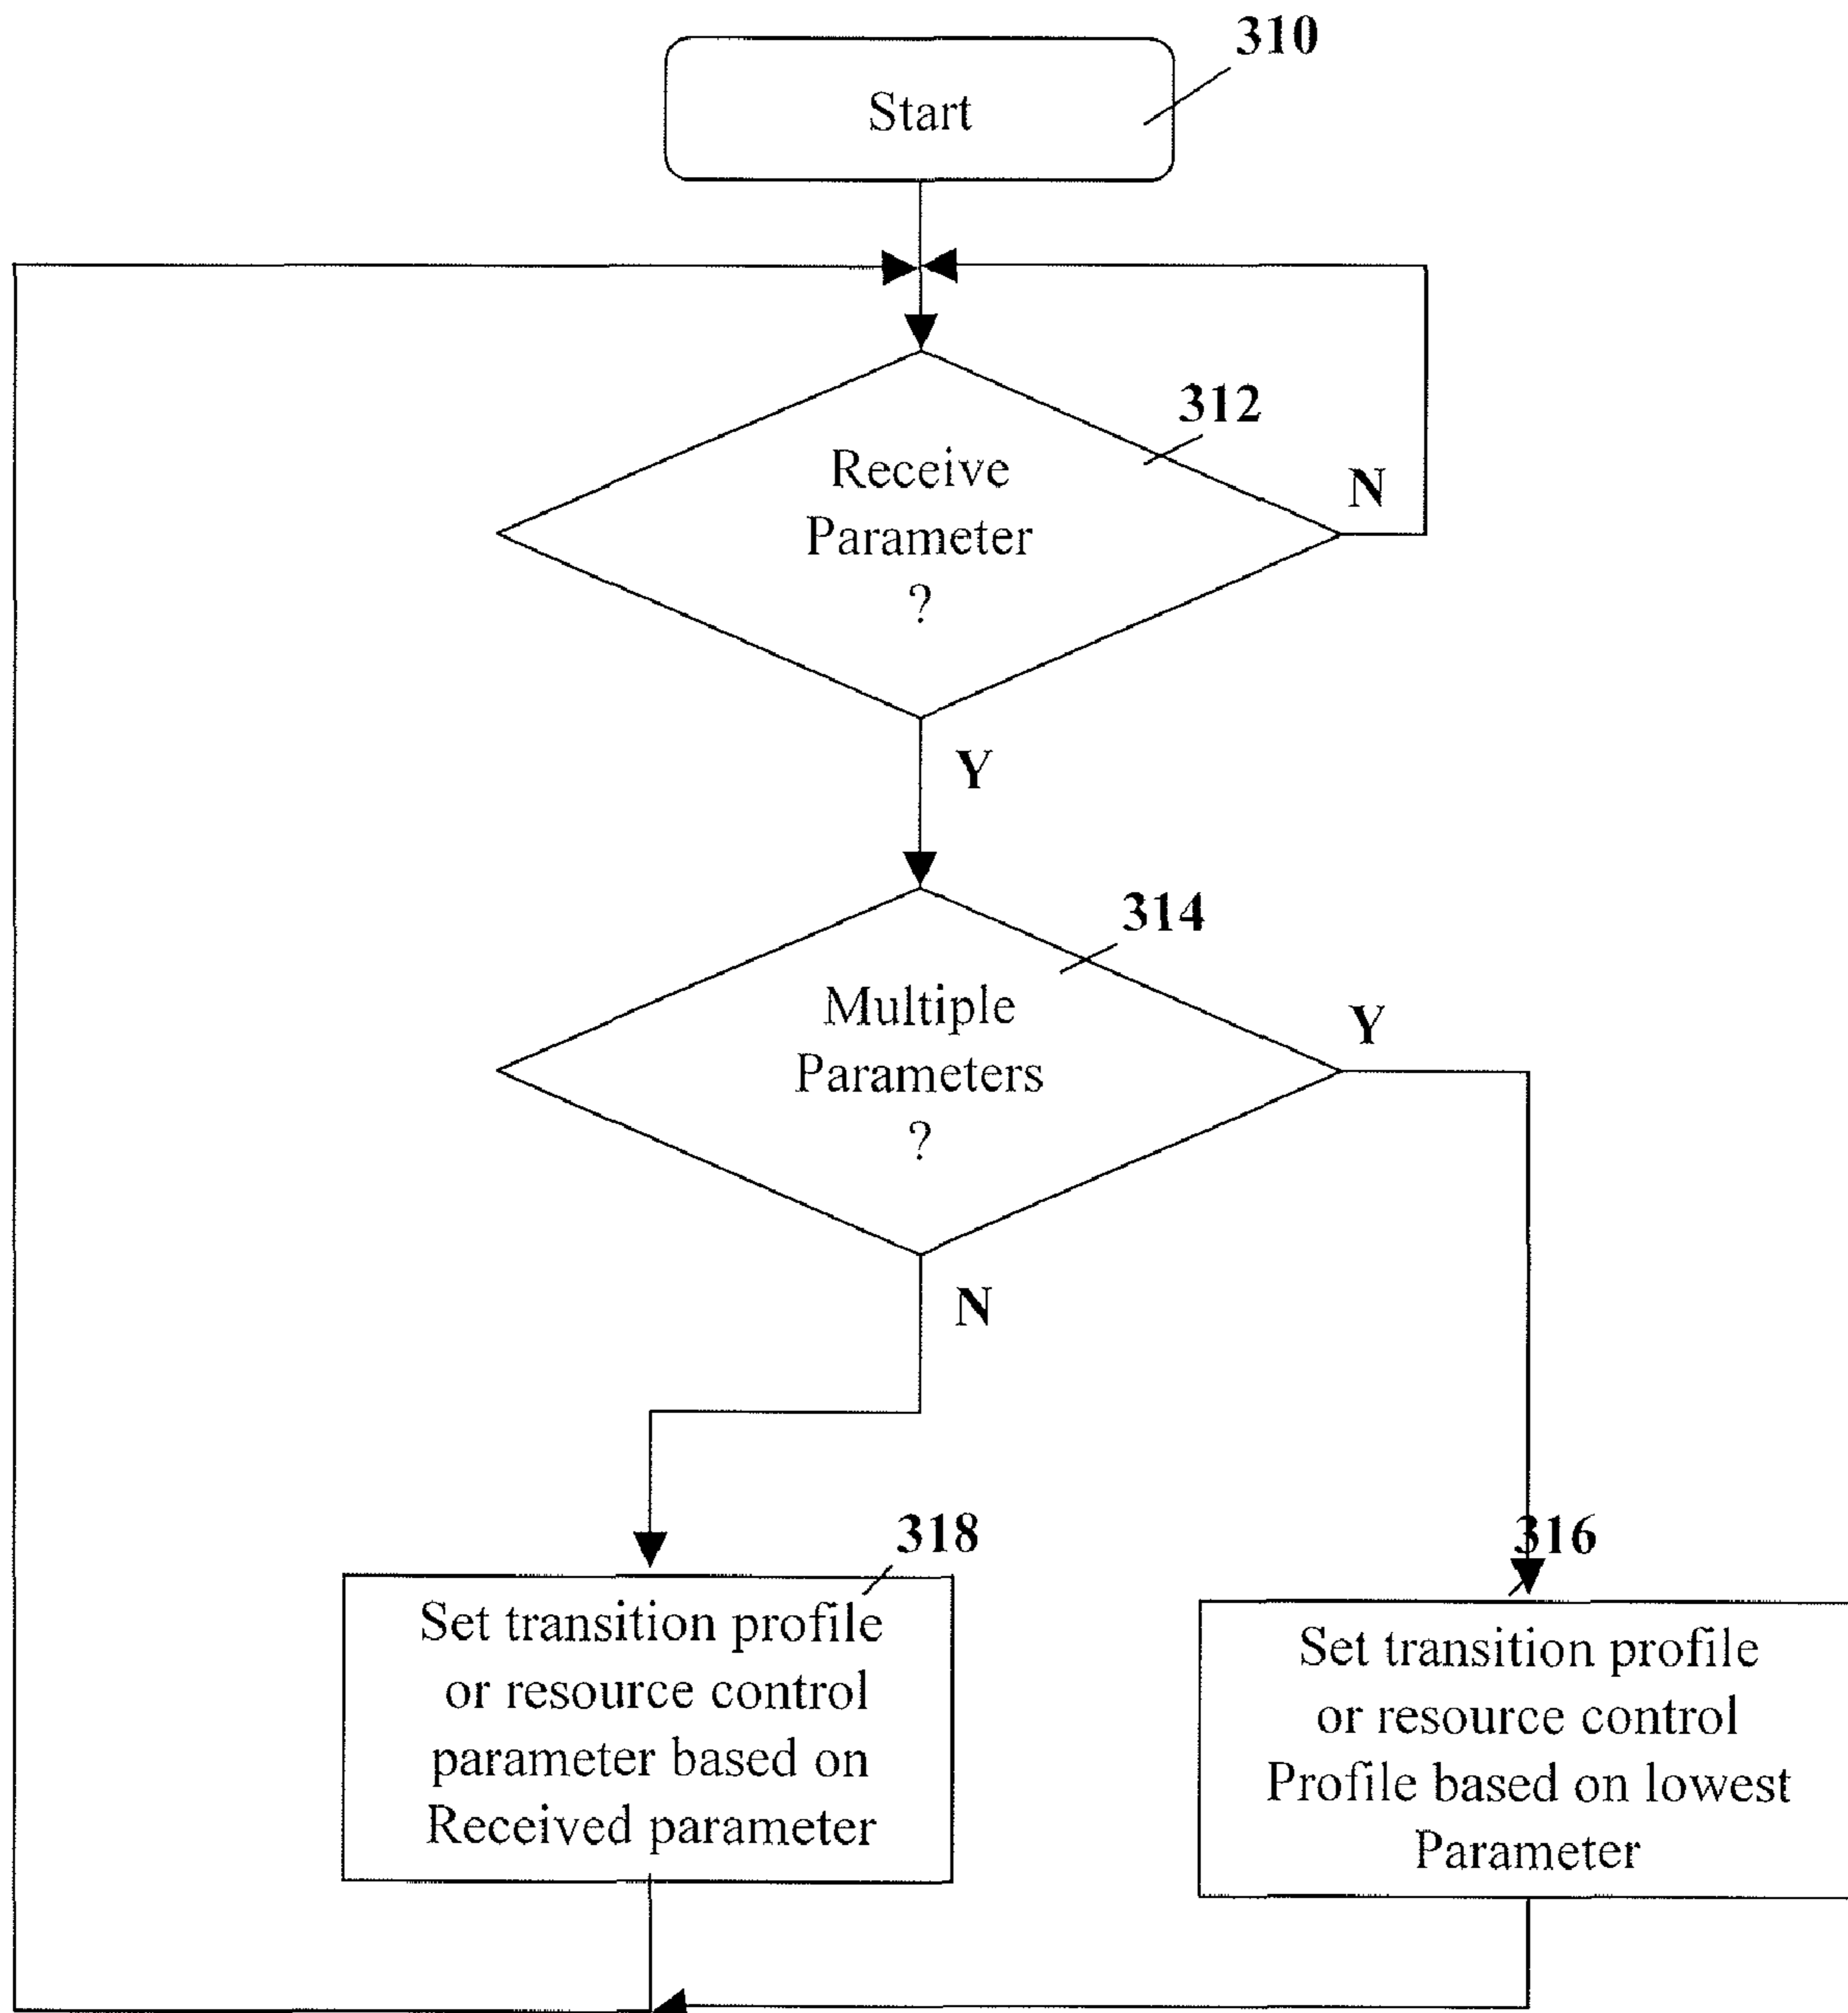 310
Start
312
Receive
Parameter
?
N
Y
314
Multiple
Parameters
?
Y
N
318
Set transition profile
or resource control
parameter based on
Received parameter
316
Set transition profile
or resource control
Profile based on lowest
Parameter